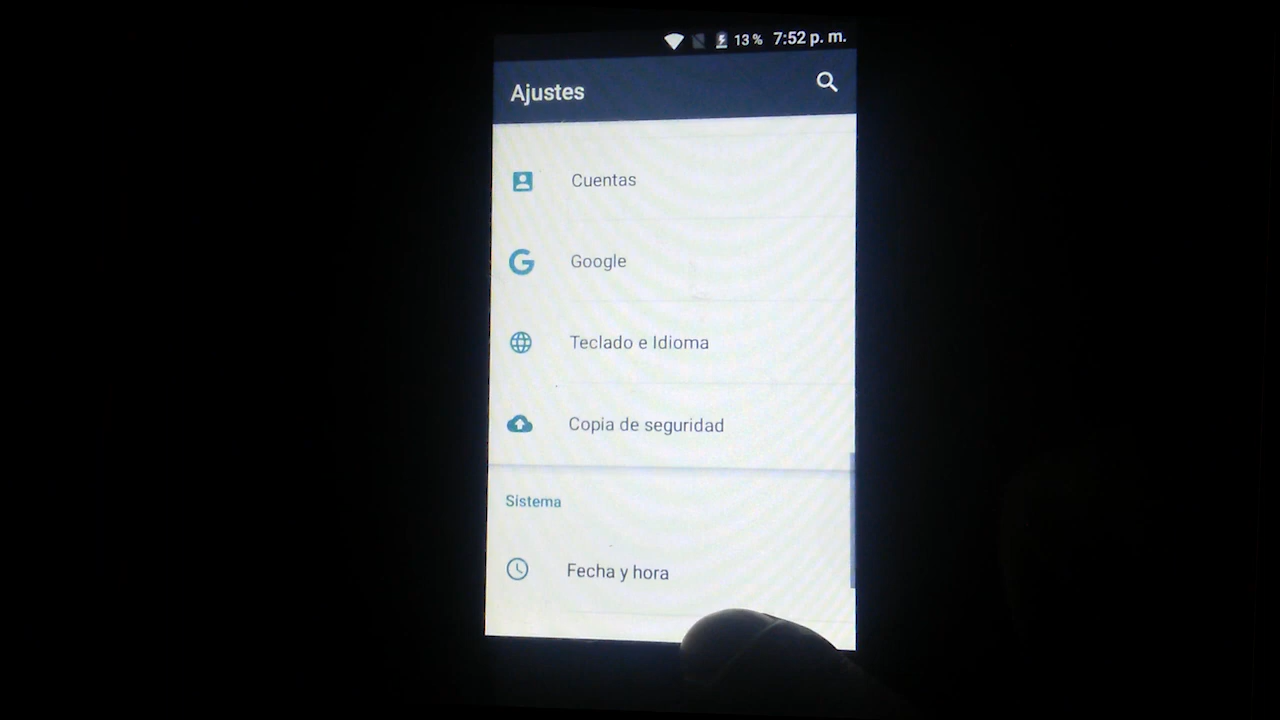 13 % 7:52 p. m.
Ajustes
Cuentas
Google
Teclado e Idioma
Copia de seguridad
Sistema
Fecha y hora